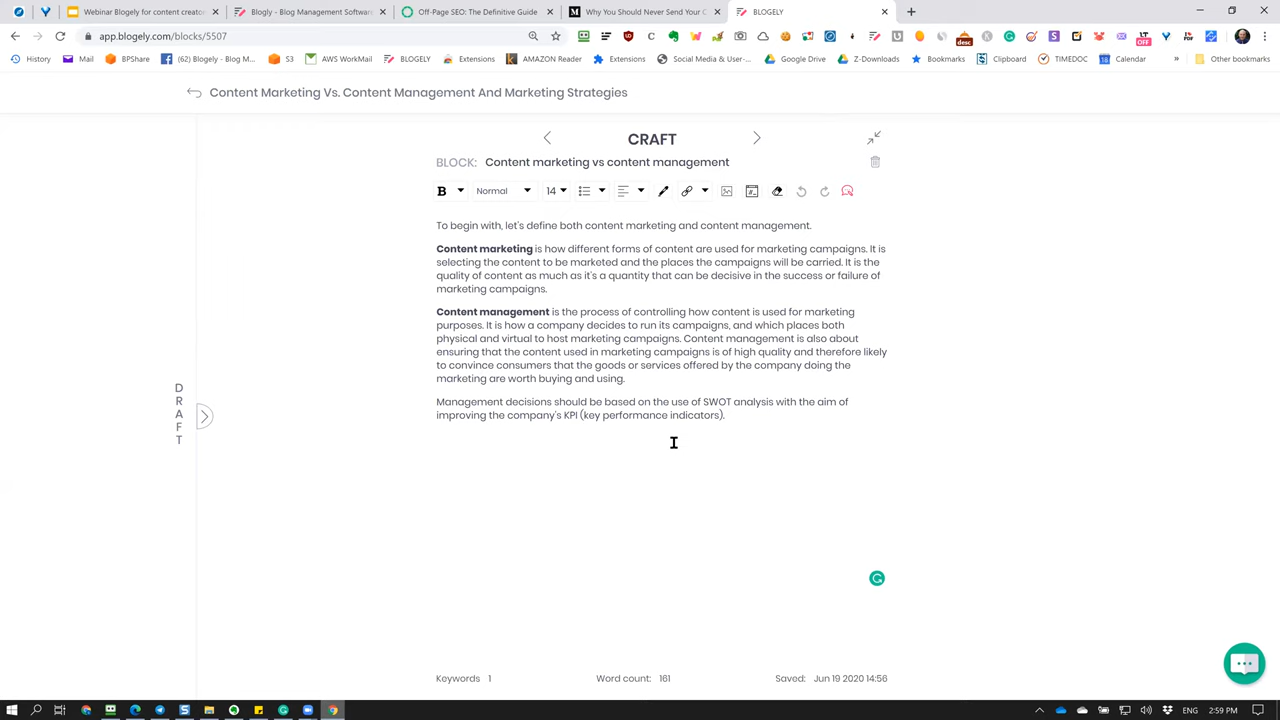 Webinar Blogely for content creator
Blogly - Blog Management Softwar
Off-Page SEO: The Definitive Guide
Why You Should Never Send Your C
BLOGELY
app.blogely.com/blocks/5507
History
Mail
BPShare
(62) Blogely - Blog M...
S3
AWS WorkMail
BLOGELY
Extensions
AMAZON Reader
Extensions
Social Media & User-...
Google Drive
Z-Downloads
Bookmarks
Clipboard
TIMEDOC
Calendar
»
Other bookmarks
Content Marketing Vs. Content Management And Marketing Strategies
CRAFT
BLOCK: Content marketing vs content management
B Normal 14
To begin with, let's define both content marketing and content management.
Content marketing is how different forms of content are used for marketing campaigns. It is
selecting the content to be marketed and the places the campaigns will be carried. It is the
quality of content as much as it's a quantity that can be decisive in the success or failure of
marketing campaigns.
Content management is the process of controlling how content is used for marketing
purposes. It is how a company decides to run its campaigns, and which places both
physical and virtual to host marketing campaigns. Content management is also about
ensuring that the content used in marketing campaigns is of high quality and therefore likely
to convince consumers that the goods or services offered by the company doing the
marketing are worth buying and using.
Management decisions should be based on the use of SWOT analysis with the aim of
improving the company's KPI (key performance indicators).
DRAFT
Keywords 1
Word count: 161
Saved: Jun 19 2020 14:56
ENG 2:59 PM